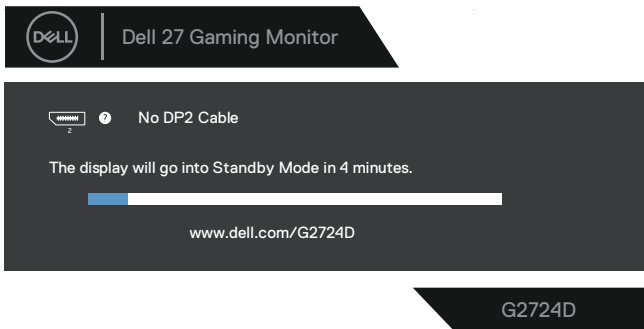 DELL
Dell 27 Gaming Monitor
? No DP2 Cable
2
The display will go into Standby Mode in 4 minutes.
www.dell.com/G2724D
G2724D